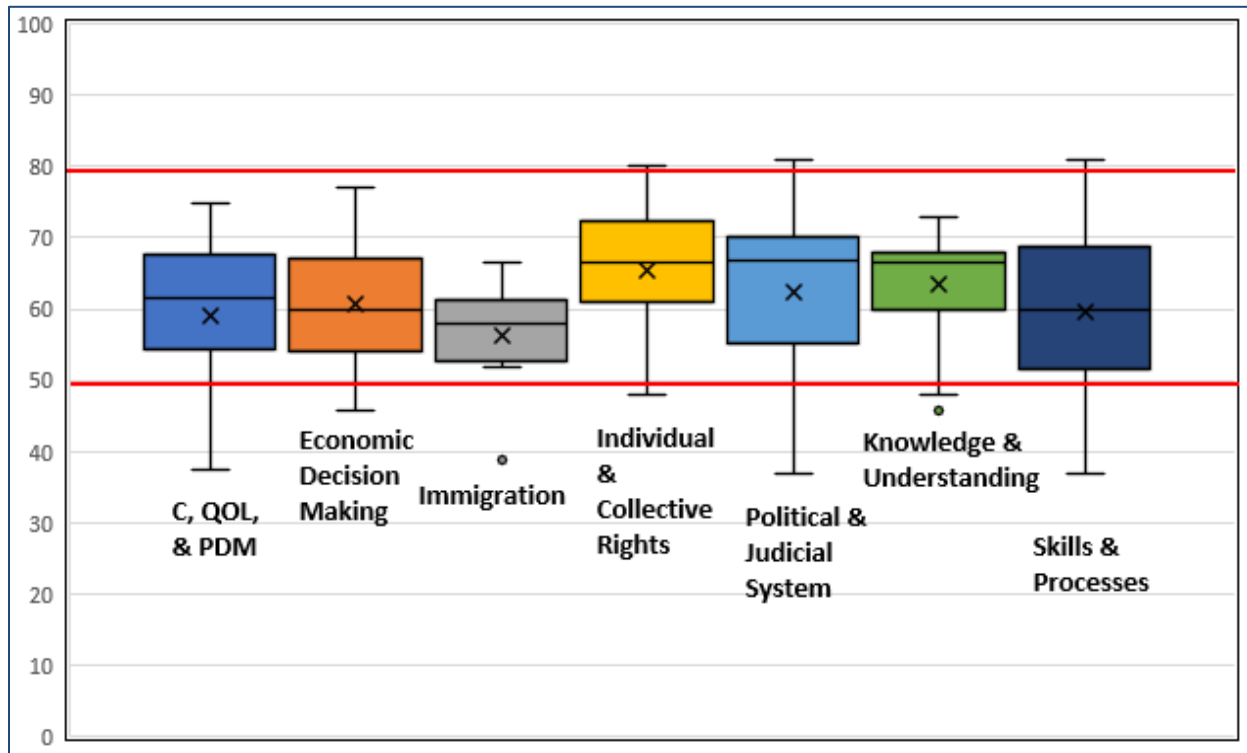 100
90
80
70
60
50
40
30
20
10
0
C, QOL,
& PDM
Economic
Decision
Making
Immigration
Individual
&
Collective
Rights
Political &
Judicial
System
Knowledge &
Understanding
Skills &
Processes